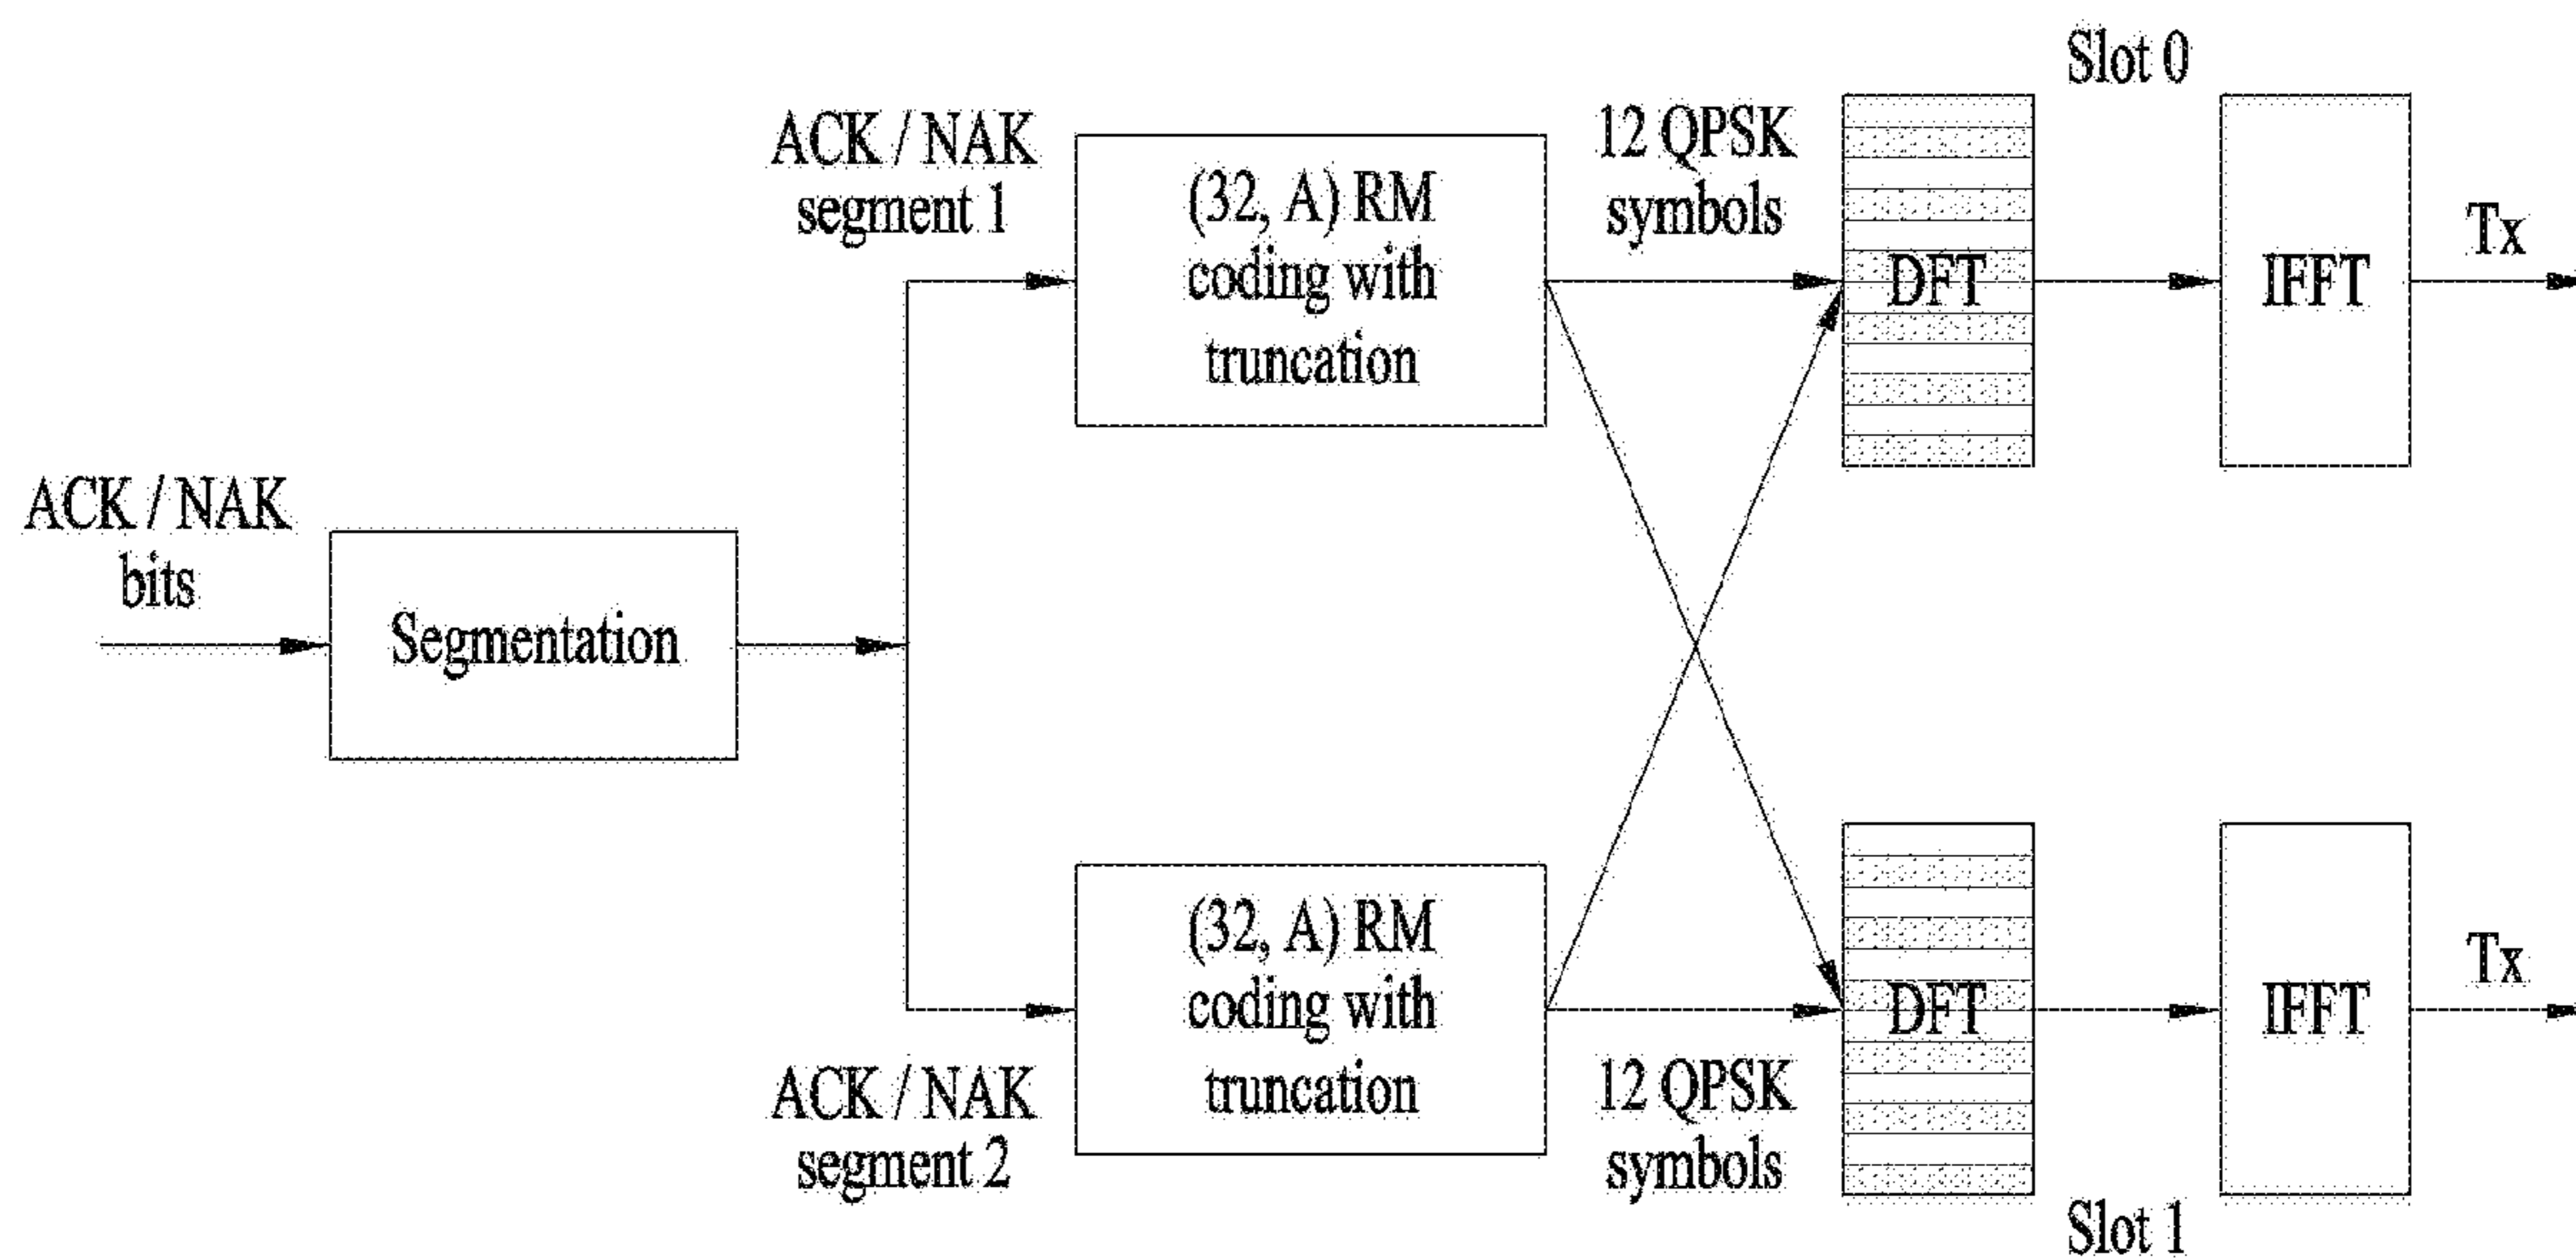 Slot 0
ACK / NAK
segment 1
(32, A) RM
coding with
truncation
12 QPSK
symbols
DFT
IFFT
Tx
ACK / NAK
bits
Segmentation
(32, A) RM
coding with
truncation
ACK / NAK
segment 2
12 QPSK
symbols
DFT
IFFT
Tx
Slot 1